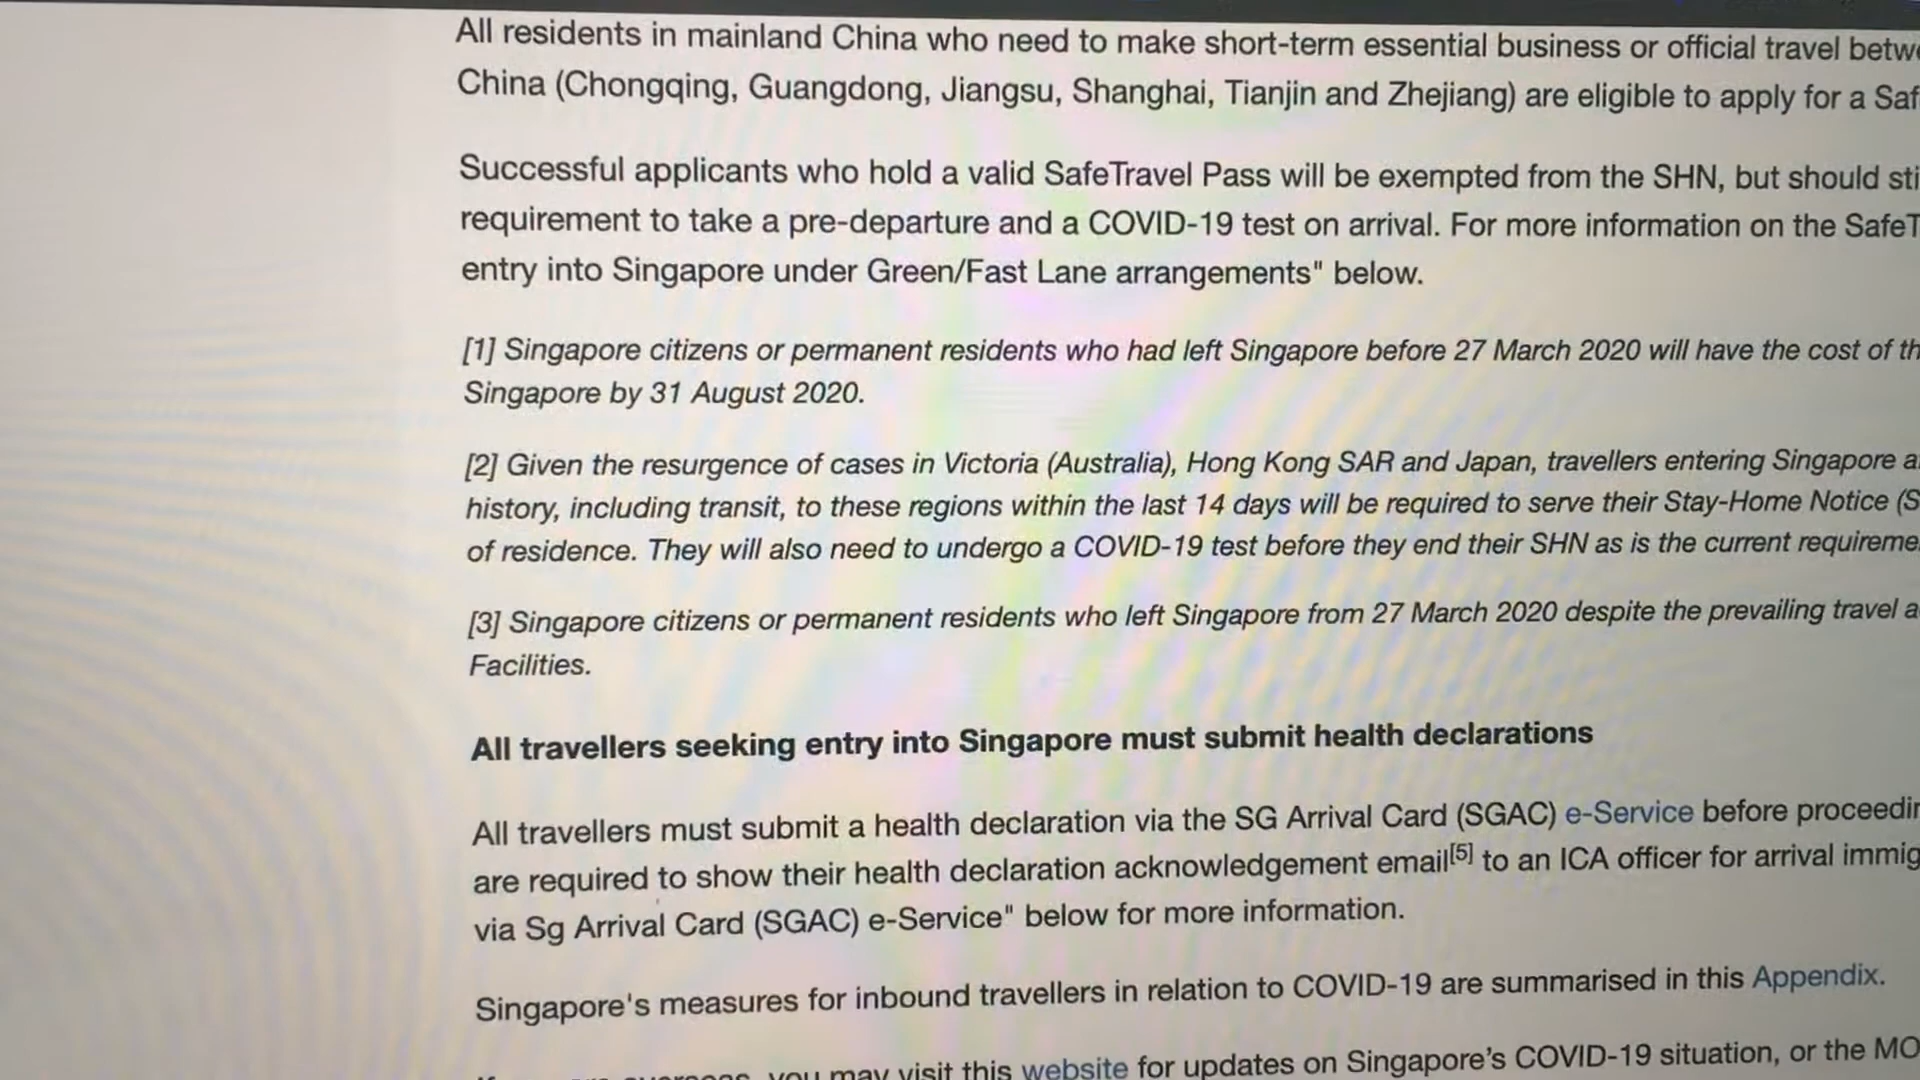 All residents in mainland China who need to make short-term essential business or official travel
China (Chongqing, Guangdong, Jiangsu, Shanghai, Tianjin and Zhejiang) are eligible to apply for a
Successful applicants who hold a valid SafeTravel Pass will be exempted from the SHN, but should
requirement to take a pre-departure and a COVID-19 test on arrival. For more information on the
entry into Singapore under Green/Fast Lane arrangements" below.
[1] Singapore citizens or permanent residents who had left Singapore before 27 March 2020 will have the cost of
Singapore by 31 August 2020.
[2] Given the resurgence of cases in Victoria (Australia), Hong Kong SAR and Japan, travellers entering Singapore
history, including transit, to these regions within the last 14 days will be required to serve their Stay-Home Notice
of residence. They will also need to undergo a COVID-19 test before they end their SHN as is the current
[3] Singapore citizens or permanent residents who left Singapore from 27 March 2020 despite the prevailing travel
Facilities.
All travellers seeking entry into Singapore must submit health declarations
All travellers must submit a health declaration via the SG Arrival Card (SGAC) e-Service before
are required to show their health declaration acknowledgement email[5] to an ICA officer for arrival
via Sg Arrival Card (SGAC) e-Service" below for more information.
Singapore's measures for inbound travellers in relation to COVID-19 are summarised in this Appendix.
you may visit this website for updates on Singapore's COVID-19 situation, or the